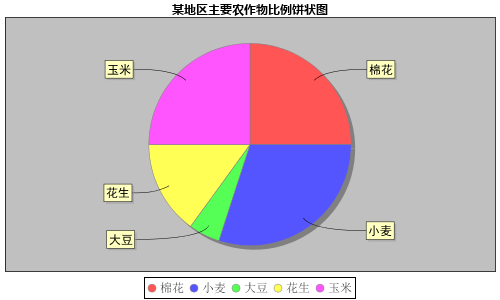 某地区主要农作物比例饼状图
玉米
棉花
花生
大豆
小麦
棉花 小麦 大豆 花生 玉米